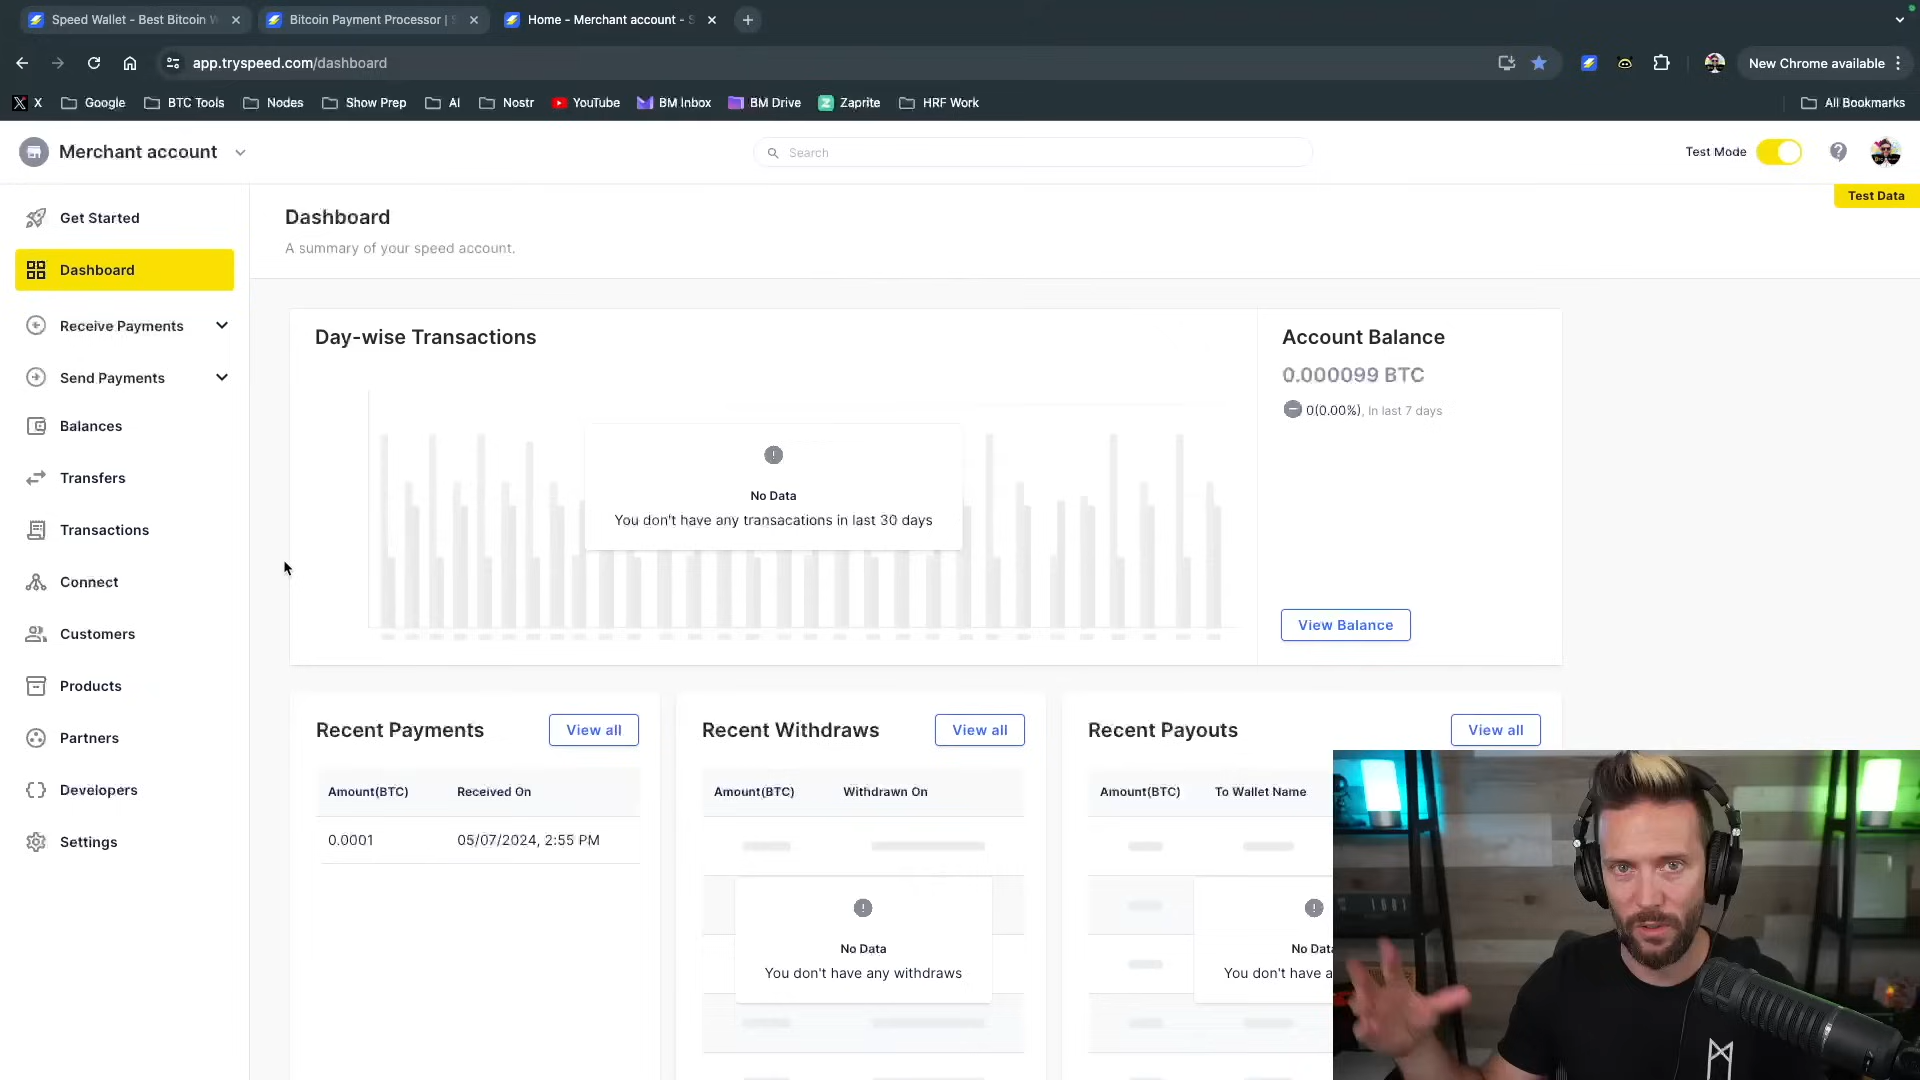 Speed Wallet - Best Bitcoin W
Bitcoin Payment Processor | S
Home - Merchant account - S
app.tryspeed.com/dashboard
New Chrome available
X
Google
BTC Tools
Nodes
Show Prep
AI
Nostr
YouTube
BM Inbox
BM Drive
Zaprite
HRF Work
All Bookmarks
Merchant account
Search
Test Mode
Test Data
Get Started
Dashboard
Receive Payments
Send Payments
Balances
Transfers
Transactions
Connect
Customers
Products
Partners
Developers
Settings
Dashboard
A summary of your speed account.
Day-wise Transactions
No Data
You don't have any transacations in last 30 days
Account Balance
0.000099 BTC
0(0.00%), In last 7 days
View Balance
Recent Payments
View all
Amount(BTC) Received On
0.0001 05/07/2024, 2:55 PM
Recent Withdraws
View all
Amount(BTC) Withdrawn On
No Data
You don't have any withdraws
Recent Payouts
View all
Amount(BTC) To Wallet Name
No Data
You don't have a